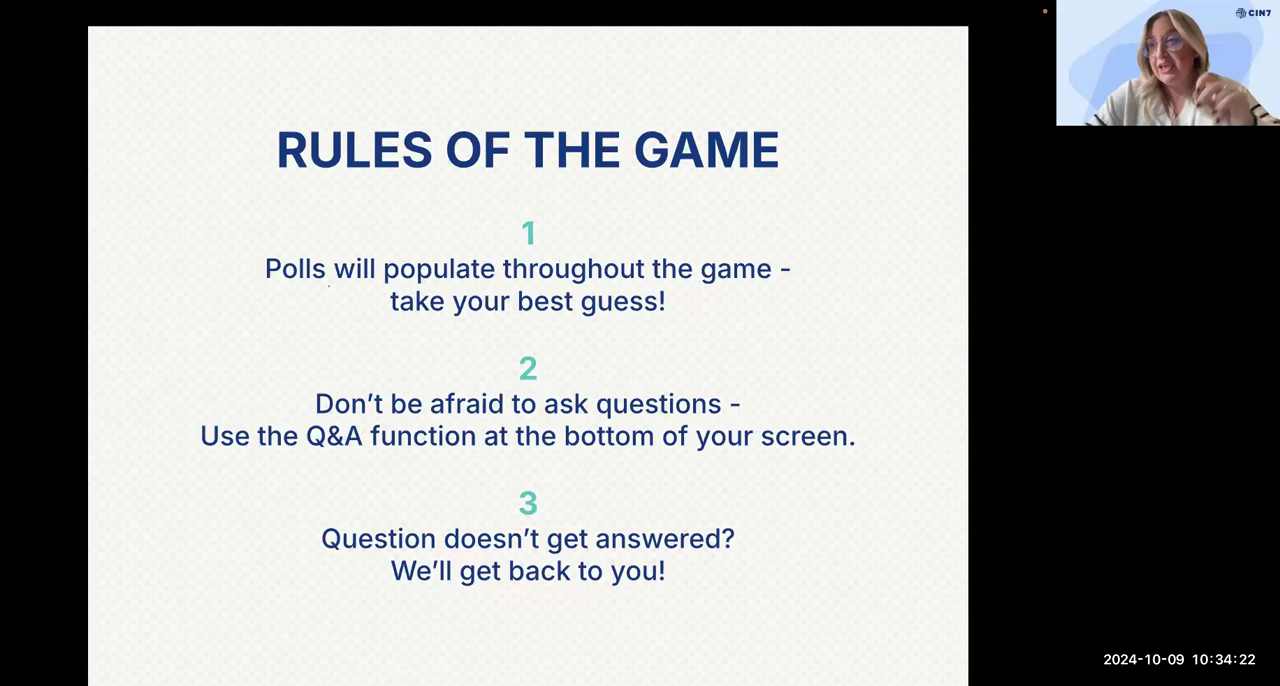 CIN7
RULES OF THE GAME
1
Polls will populate throughout the game -
take your best guess!
2
Don’t be afraid to ask questions -
Use the Q&A function at the bottom of your screen.
3
Question doesn’t get answered?
We’ll get back to you!
2024-10-09 10:34:22